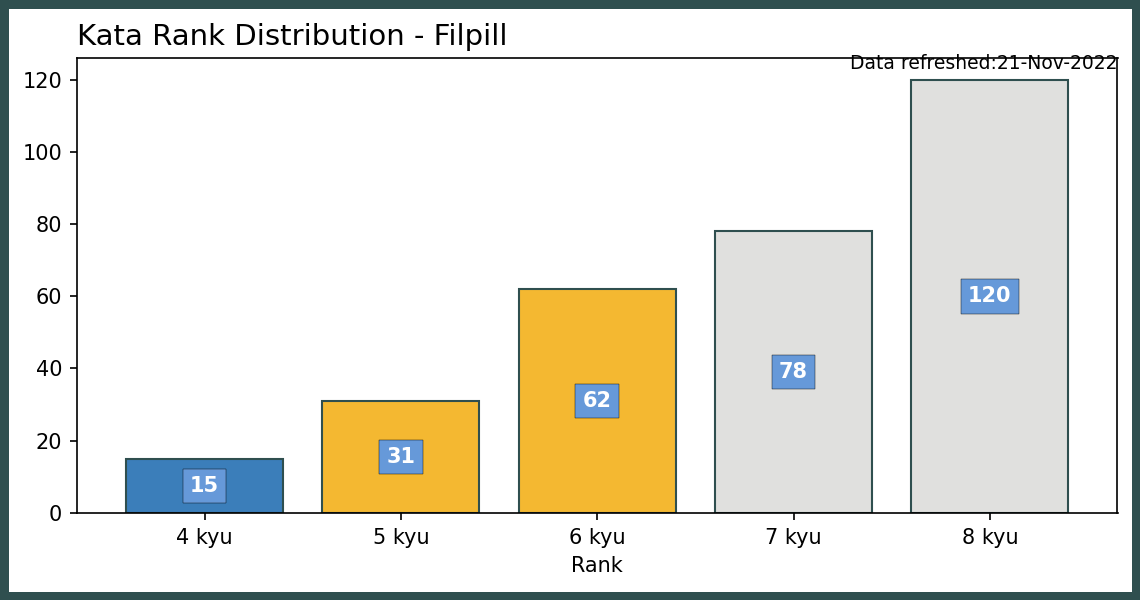 Kata Rank Distribution - Filpill
Data refreshed:21-Nov-2022
120
100
80
60
40
20
0
15
31
62
78
120
4 kyu
5 kyu
6 kyu
7 kyu
8 kyu
Rank